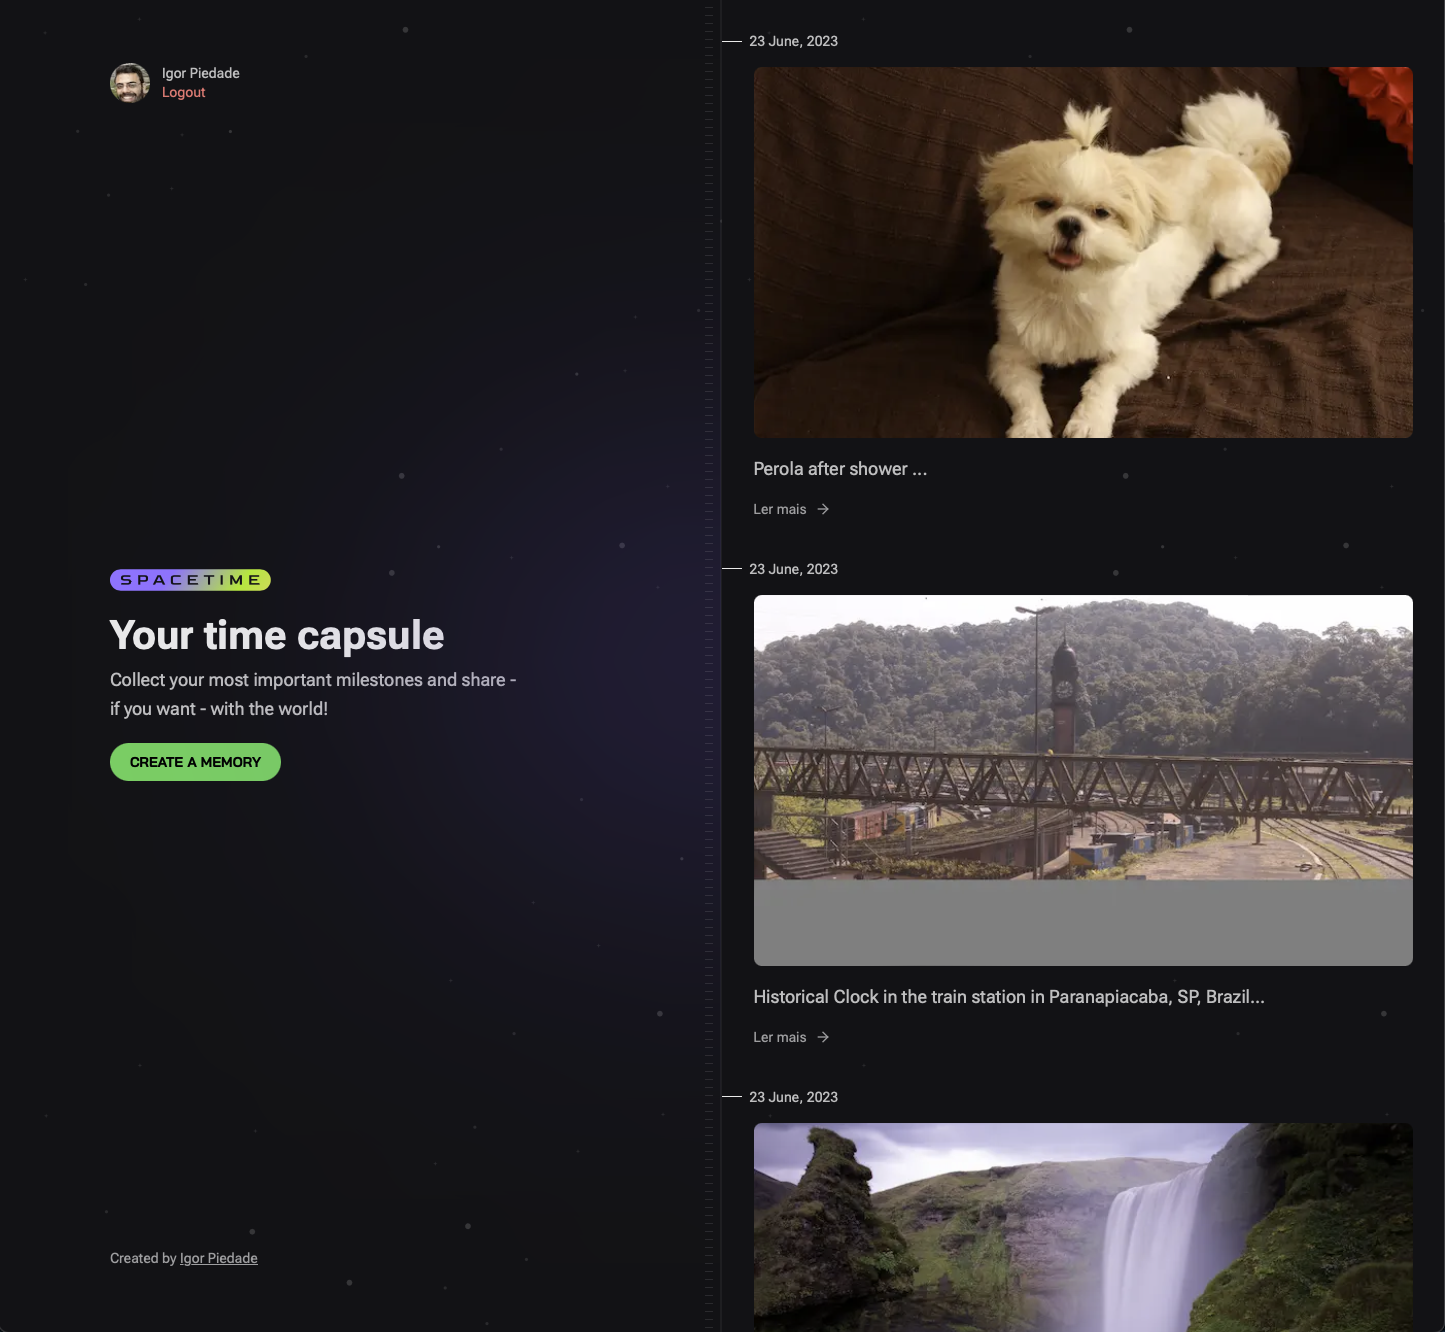 Igor Piedade
Logout
SPACETIME
Your time capsule
Collect your most important milestones and share -
if you want - with the world!
CREATE A MEMORY
Created by Igor Piedade
23 June, 2023
Perola after shower ...
Ler mais
23 June, 2023
Historical Clock in the train station in Paranapiacaba, SP, Brazil...
Ler mais
23 June, 2023